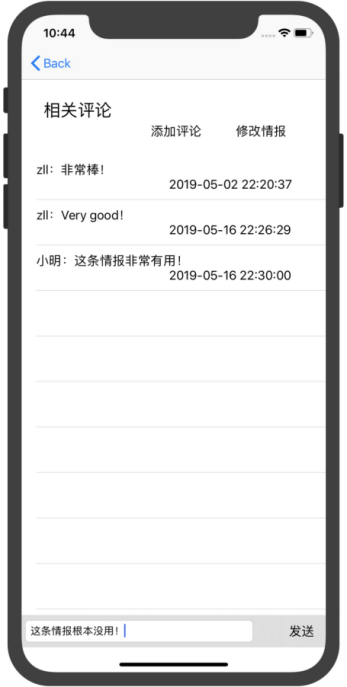 10:44
Back
相关评论
添加评论 修改情报
zll：非常棒！
2019-05-02 22:20:37
zll：Very good！
2019-05-16 22:26:29
小明：这条情报非常有用！
2019-05-16 22:30:00
这条情报根本没用！ 发送